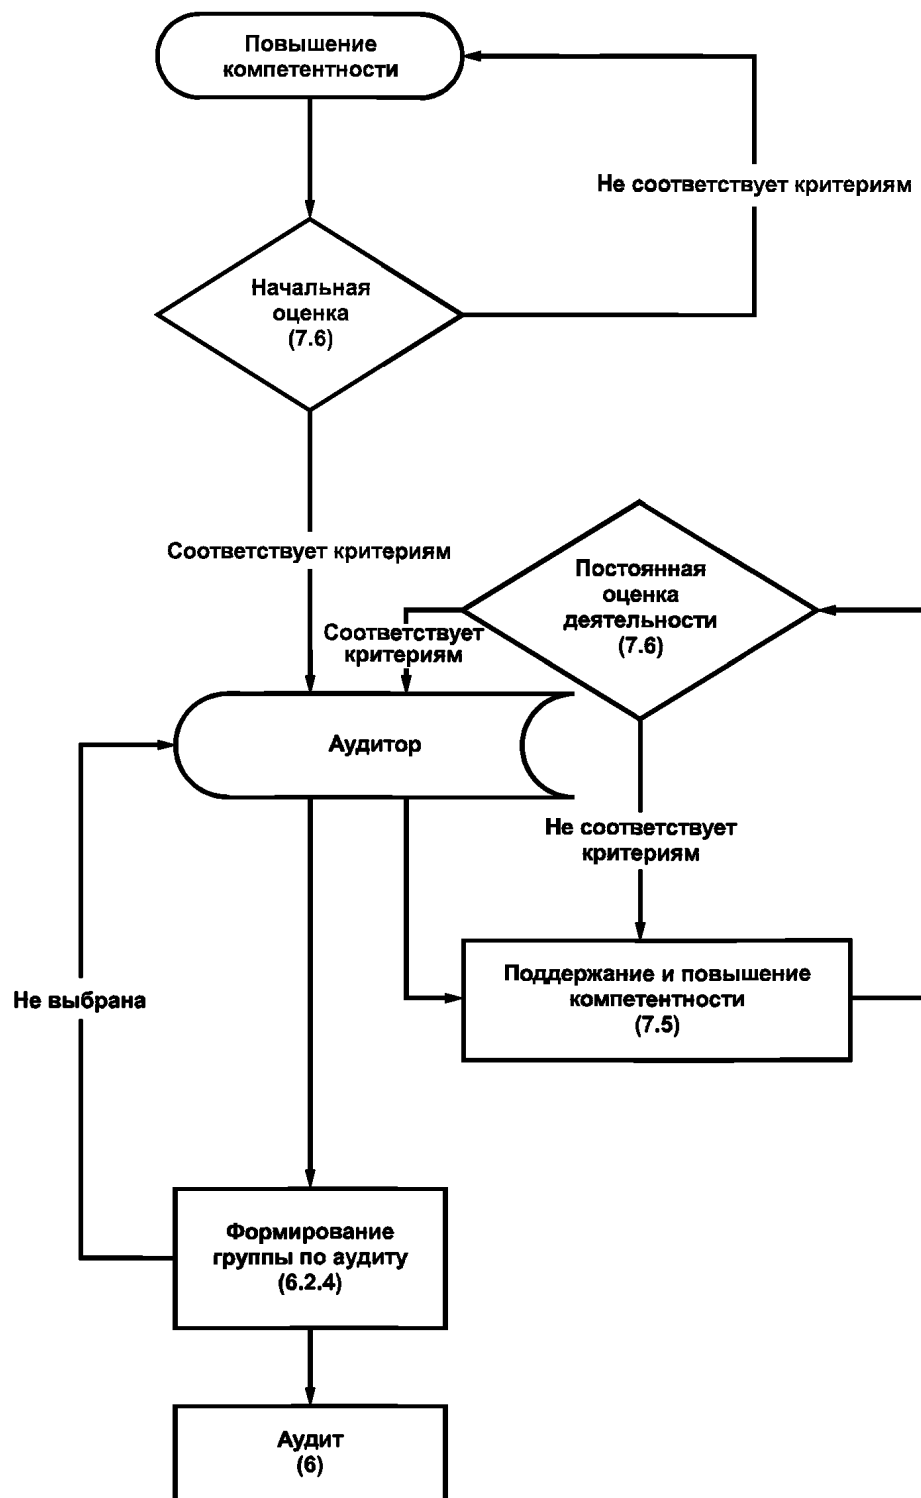 Повышение
компетентности
Не соответствует критериям
Начальная
оценка
(7.6)
Соответствует критериям
Постоянная
оценка
деятельности
(7.6)
Соответствует
критериям
Аудитор
Не соответствует
критериям
Поддержание и повышение
компетентности
(7.5)
Не выбрана
Формирование
группы по аудиту
(6.2.4)
Аудит
(6)